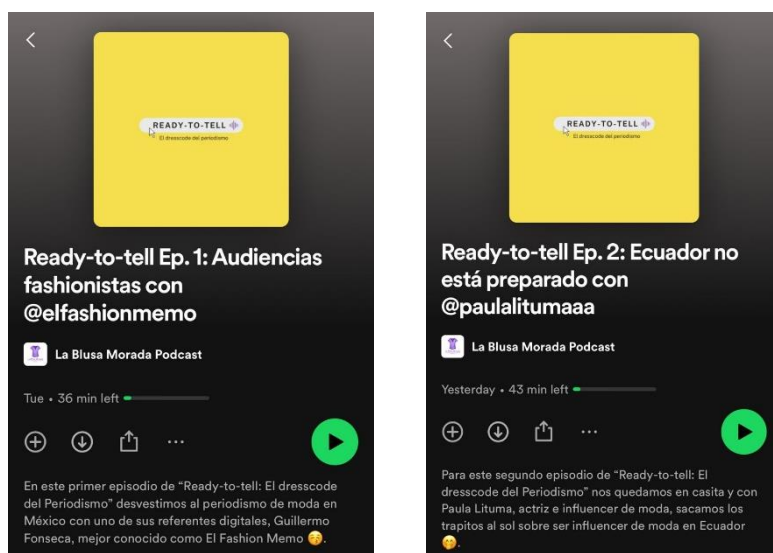 READY-TO-TELL
El dresscode del periodismo
Ready-to-tell Ep. 1: Audiencias
fashionistas con
@elfashionmemo
La Blusa Morada Podcast
Tue • 36 min left
En este primer episodio de “Ready-to-tell: El dresscode
del Periodismo” desvestimos al periodismo de moda en
México con uno de sus referentes digitales, Guillermo
Fonseca, mejor conocido como El Fashion Memo 😚.
READY-TO-TELL
El dresscode del periodismo
Ready-to-tell Ep. 2: Ecuador no
está preparado con
@paulalitumaaa
La Blusa Morada Podcast
Yesterday • 43 min left
Para este segundo episodio de “Ready-to-tell: El
dresscode del Periodismo” nos quedamos en casita y con
Paula Lituma, actriz e influencer de moda, sacamos los
trapitos al sol sobre ser influencer de moda en Ecuador
🤭.